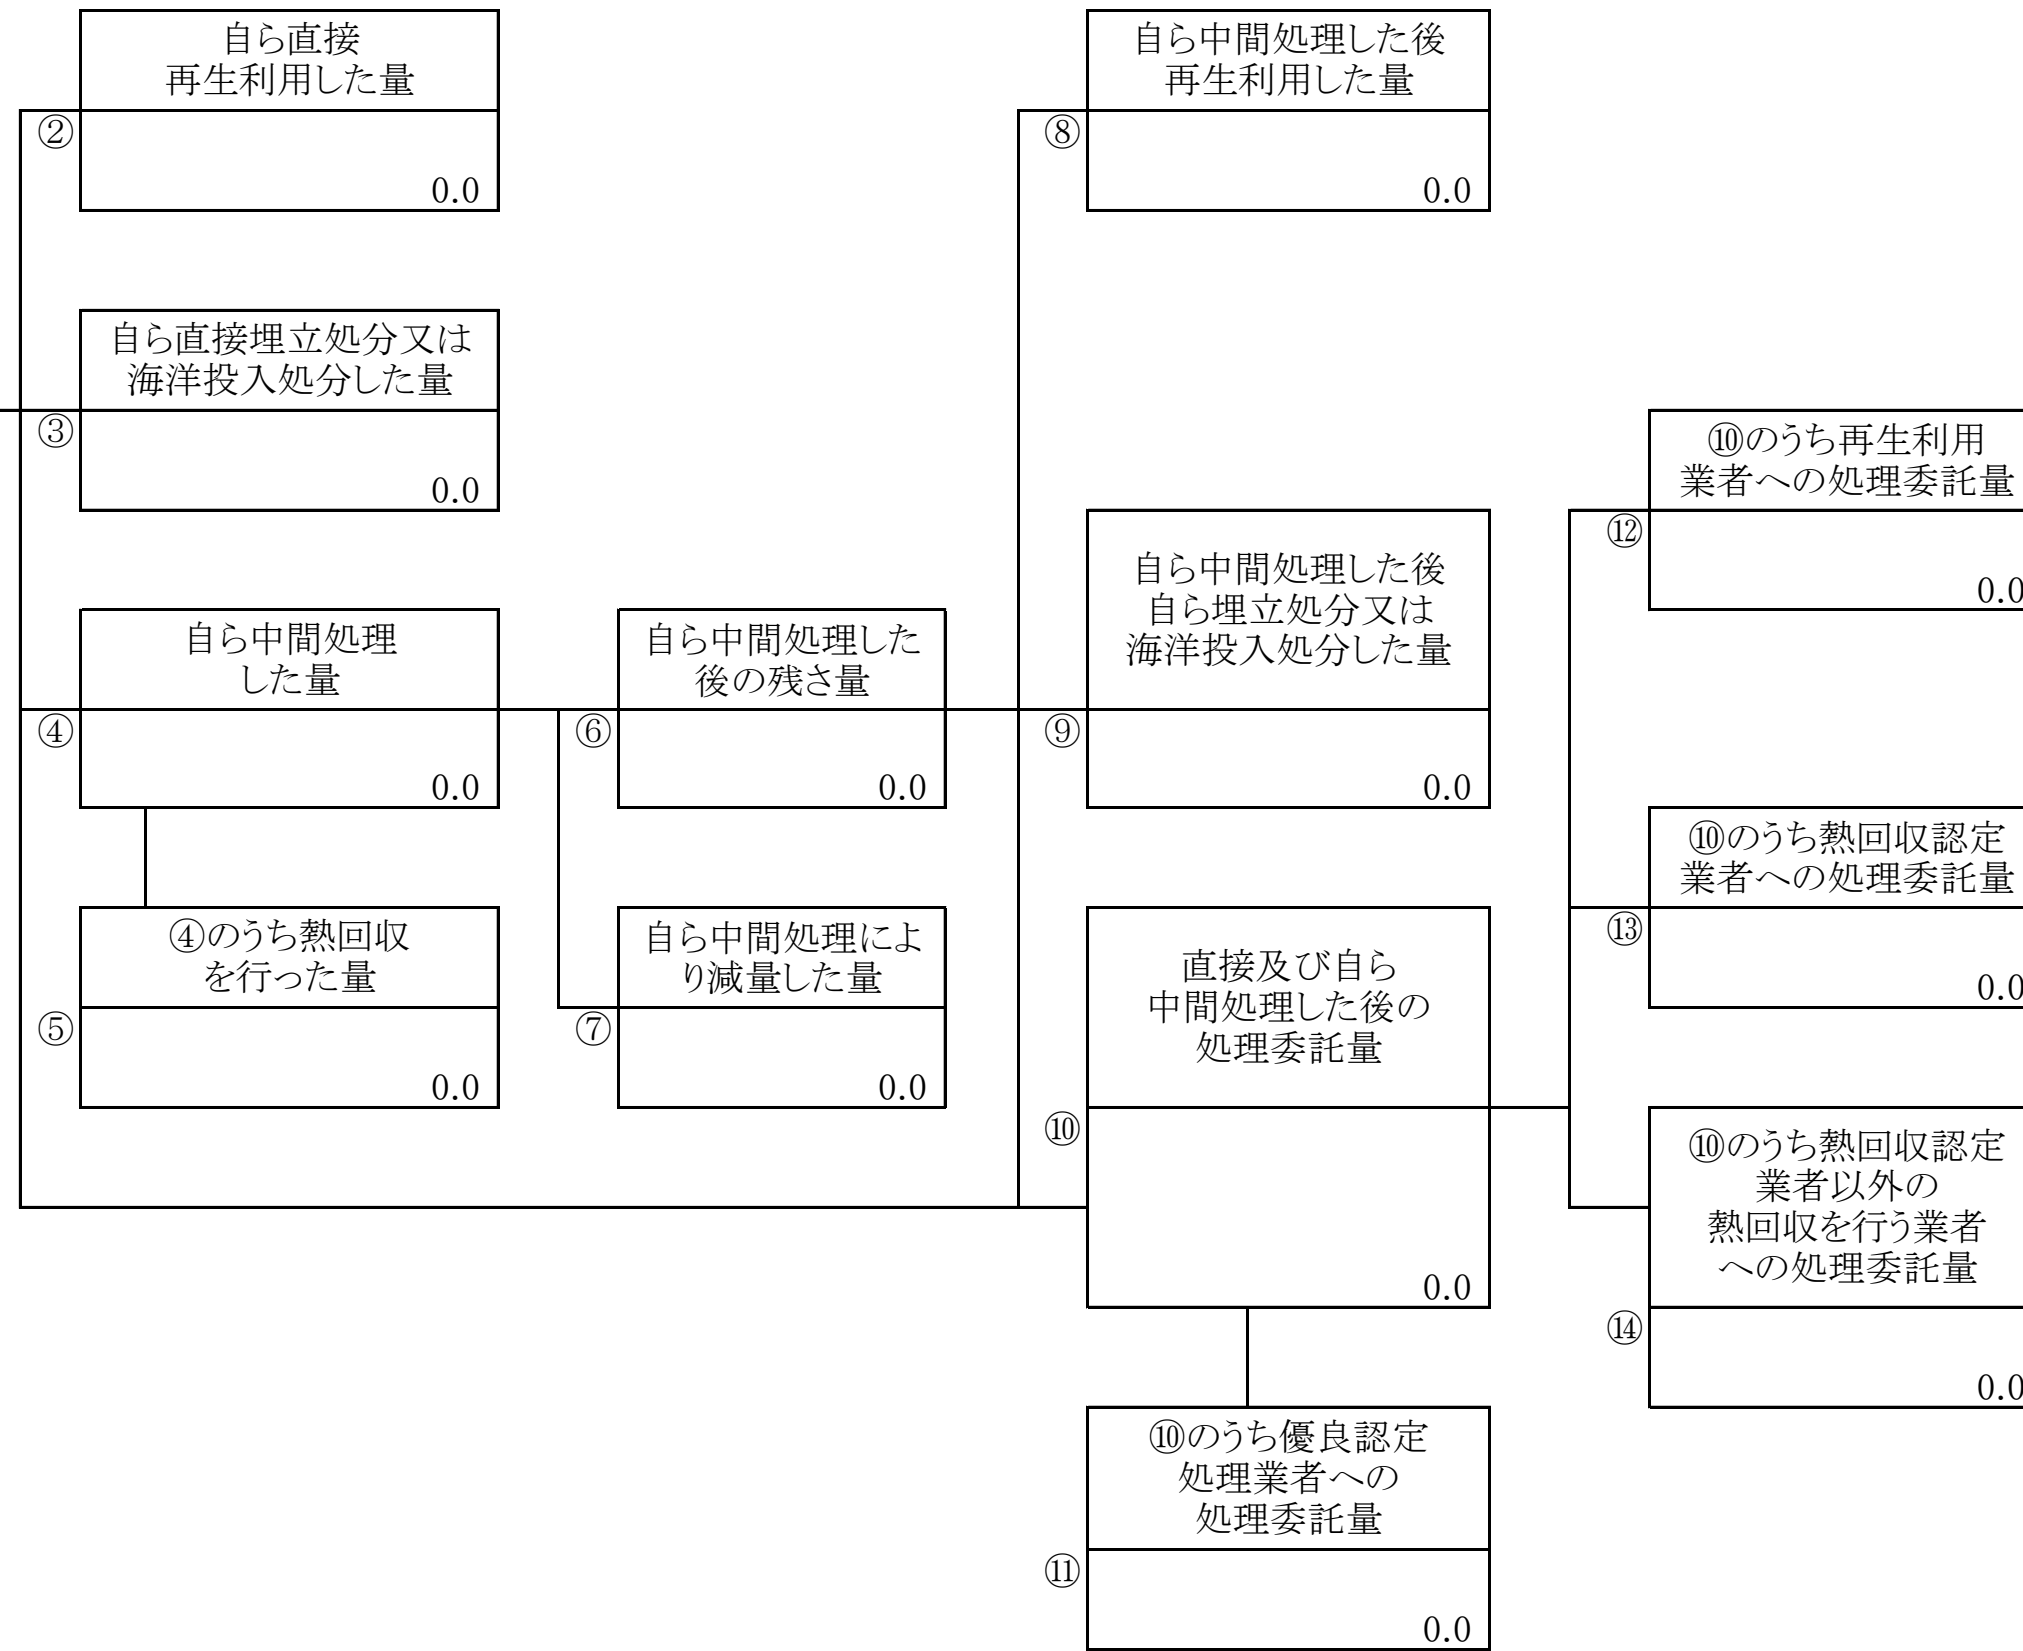 自ら直接
再生利用した量
②
0.0
自ら直接埋立処分又は
海洋投入処分した量
③
0.0
自ら中間処理
した量
④
0.0
④のうち熱回収
を行った量
⑤
0.0
自ら中間処理した
後の残さ量
⑥
0.0
自ら中間処理によ
り減量した量
⑦
0.0
自ら中間処理した後
再生利用した量
⑧
0.0
自ら中間処理した後
自ら埋立処分又は
海洋投入処分した量
⑨
0.0
直接及び自ら
中間処理した後の
処理委託量
⑩
0.0
⑩のうち優良認定
処理業者への
処理委託量
⑪
0.0
⑩のうち再生利用
業者への処理委託量
⑫
0.0
⑩のうち熱回収認定
業者への処理委託量
⑬
0.0
⑩のうち熱回収認定
業者以外の
熱回収を行う業者
への処理委託量
⑭
0.0